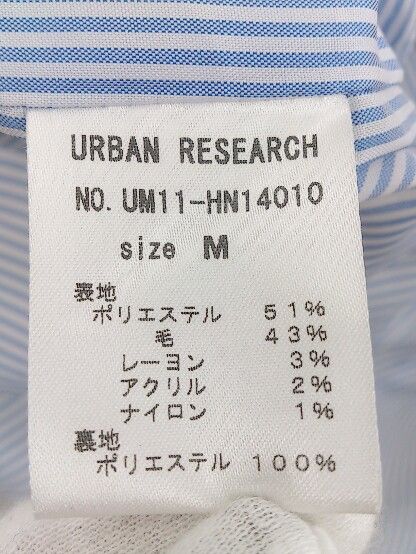 URBAN RESEARCH
NO. UM11-HN14010
size M
表地
ポリエステル 51%
毛 43%
レーヨン 3%
アクリル 2%
ナイロン 1%
裏地
ポリエステル 100%